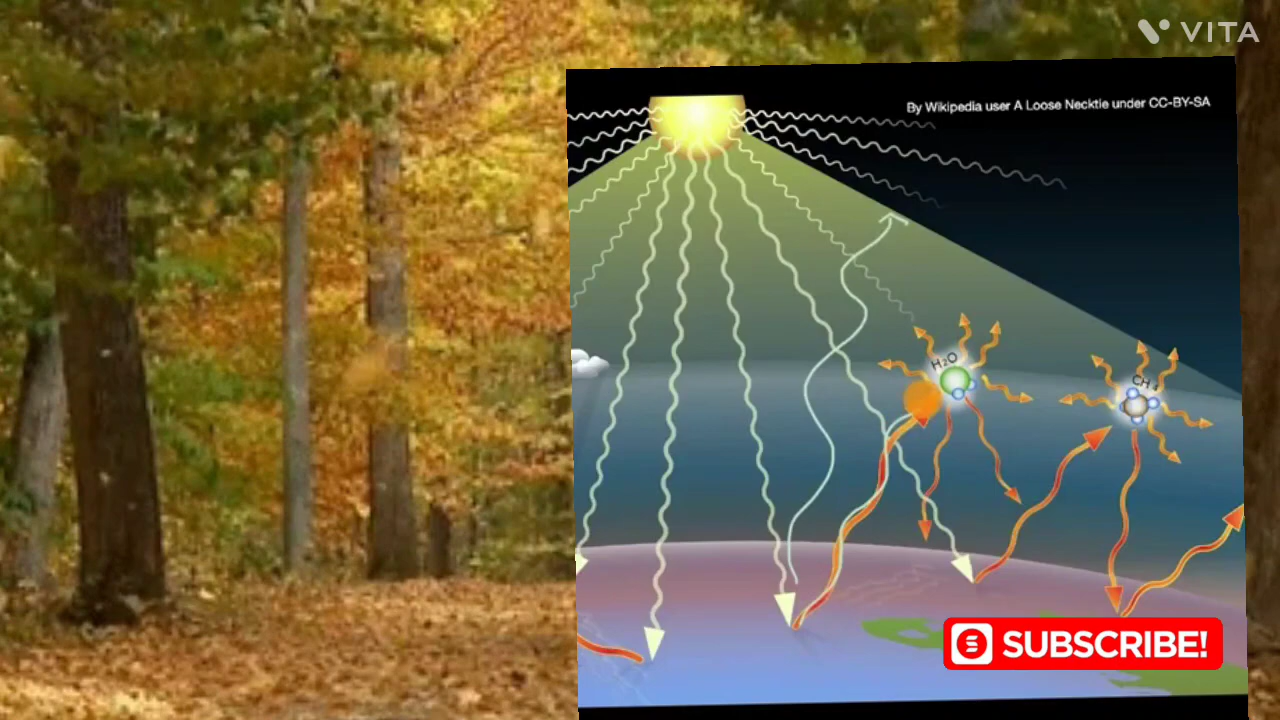 VITA
By Wikipedia user A Loose Necktie under CC-BY-SA
H₂O
CH4
SUBSCRIBE!